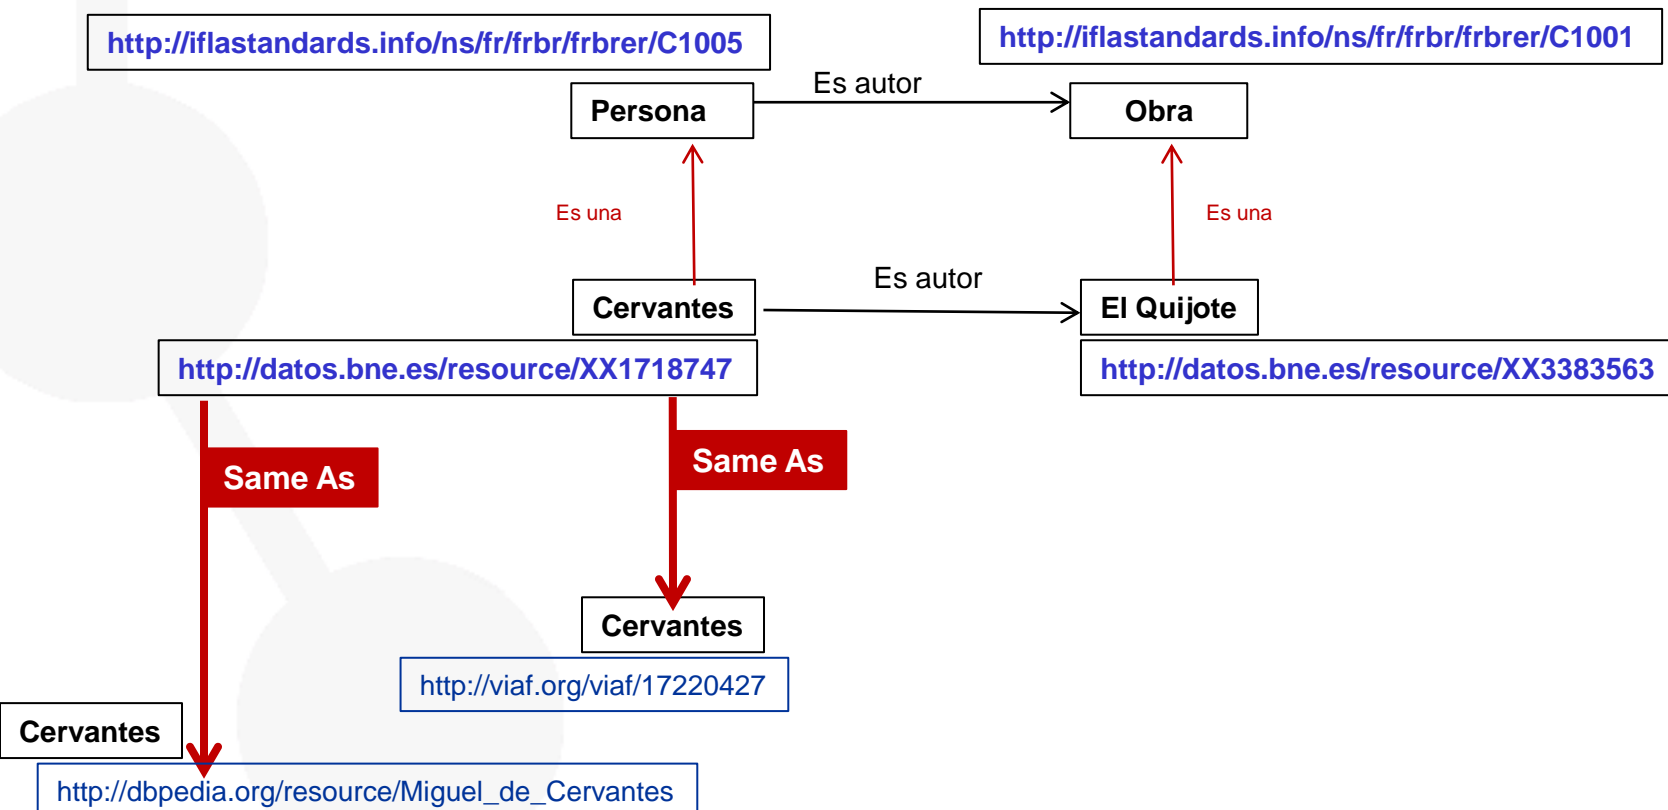 http://iflastandards.info/ns/fr/frbr/frbrer/C1005
http://iflastandards.info/ns/fr/frbr/frbrer/C1001
Es autor
Persona
Obra
Es una
Es una
Es autor
Cervantes
El Quijote
http://datos.bne.es/resource/XX1718747
http://datos.bne.es/resource/XX3383563
Same As
Same As
Cervantes
http://viaf.org/viaf/17220427
Cervantes
http://dbpedia.org/resource/Miguel_de_Cervantes